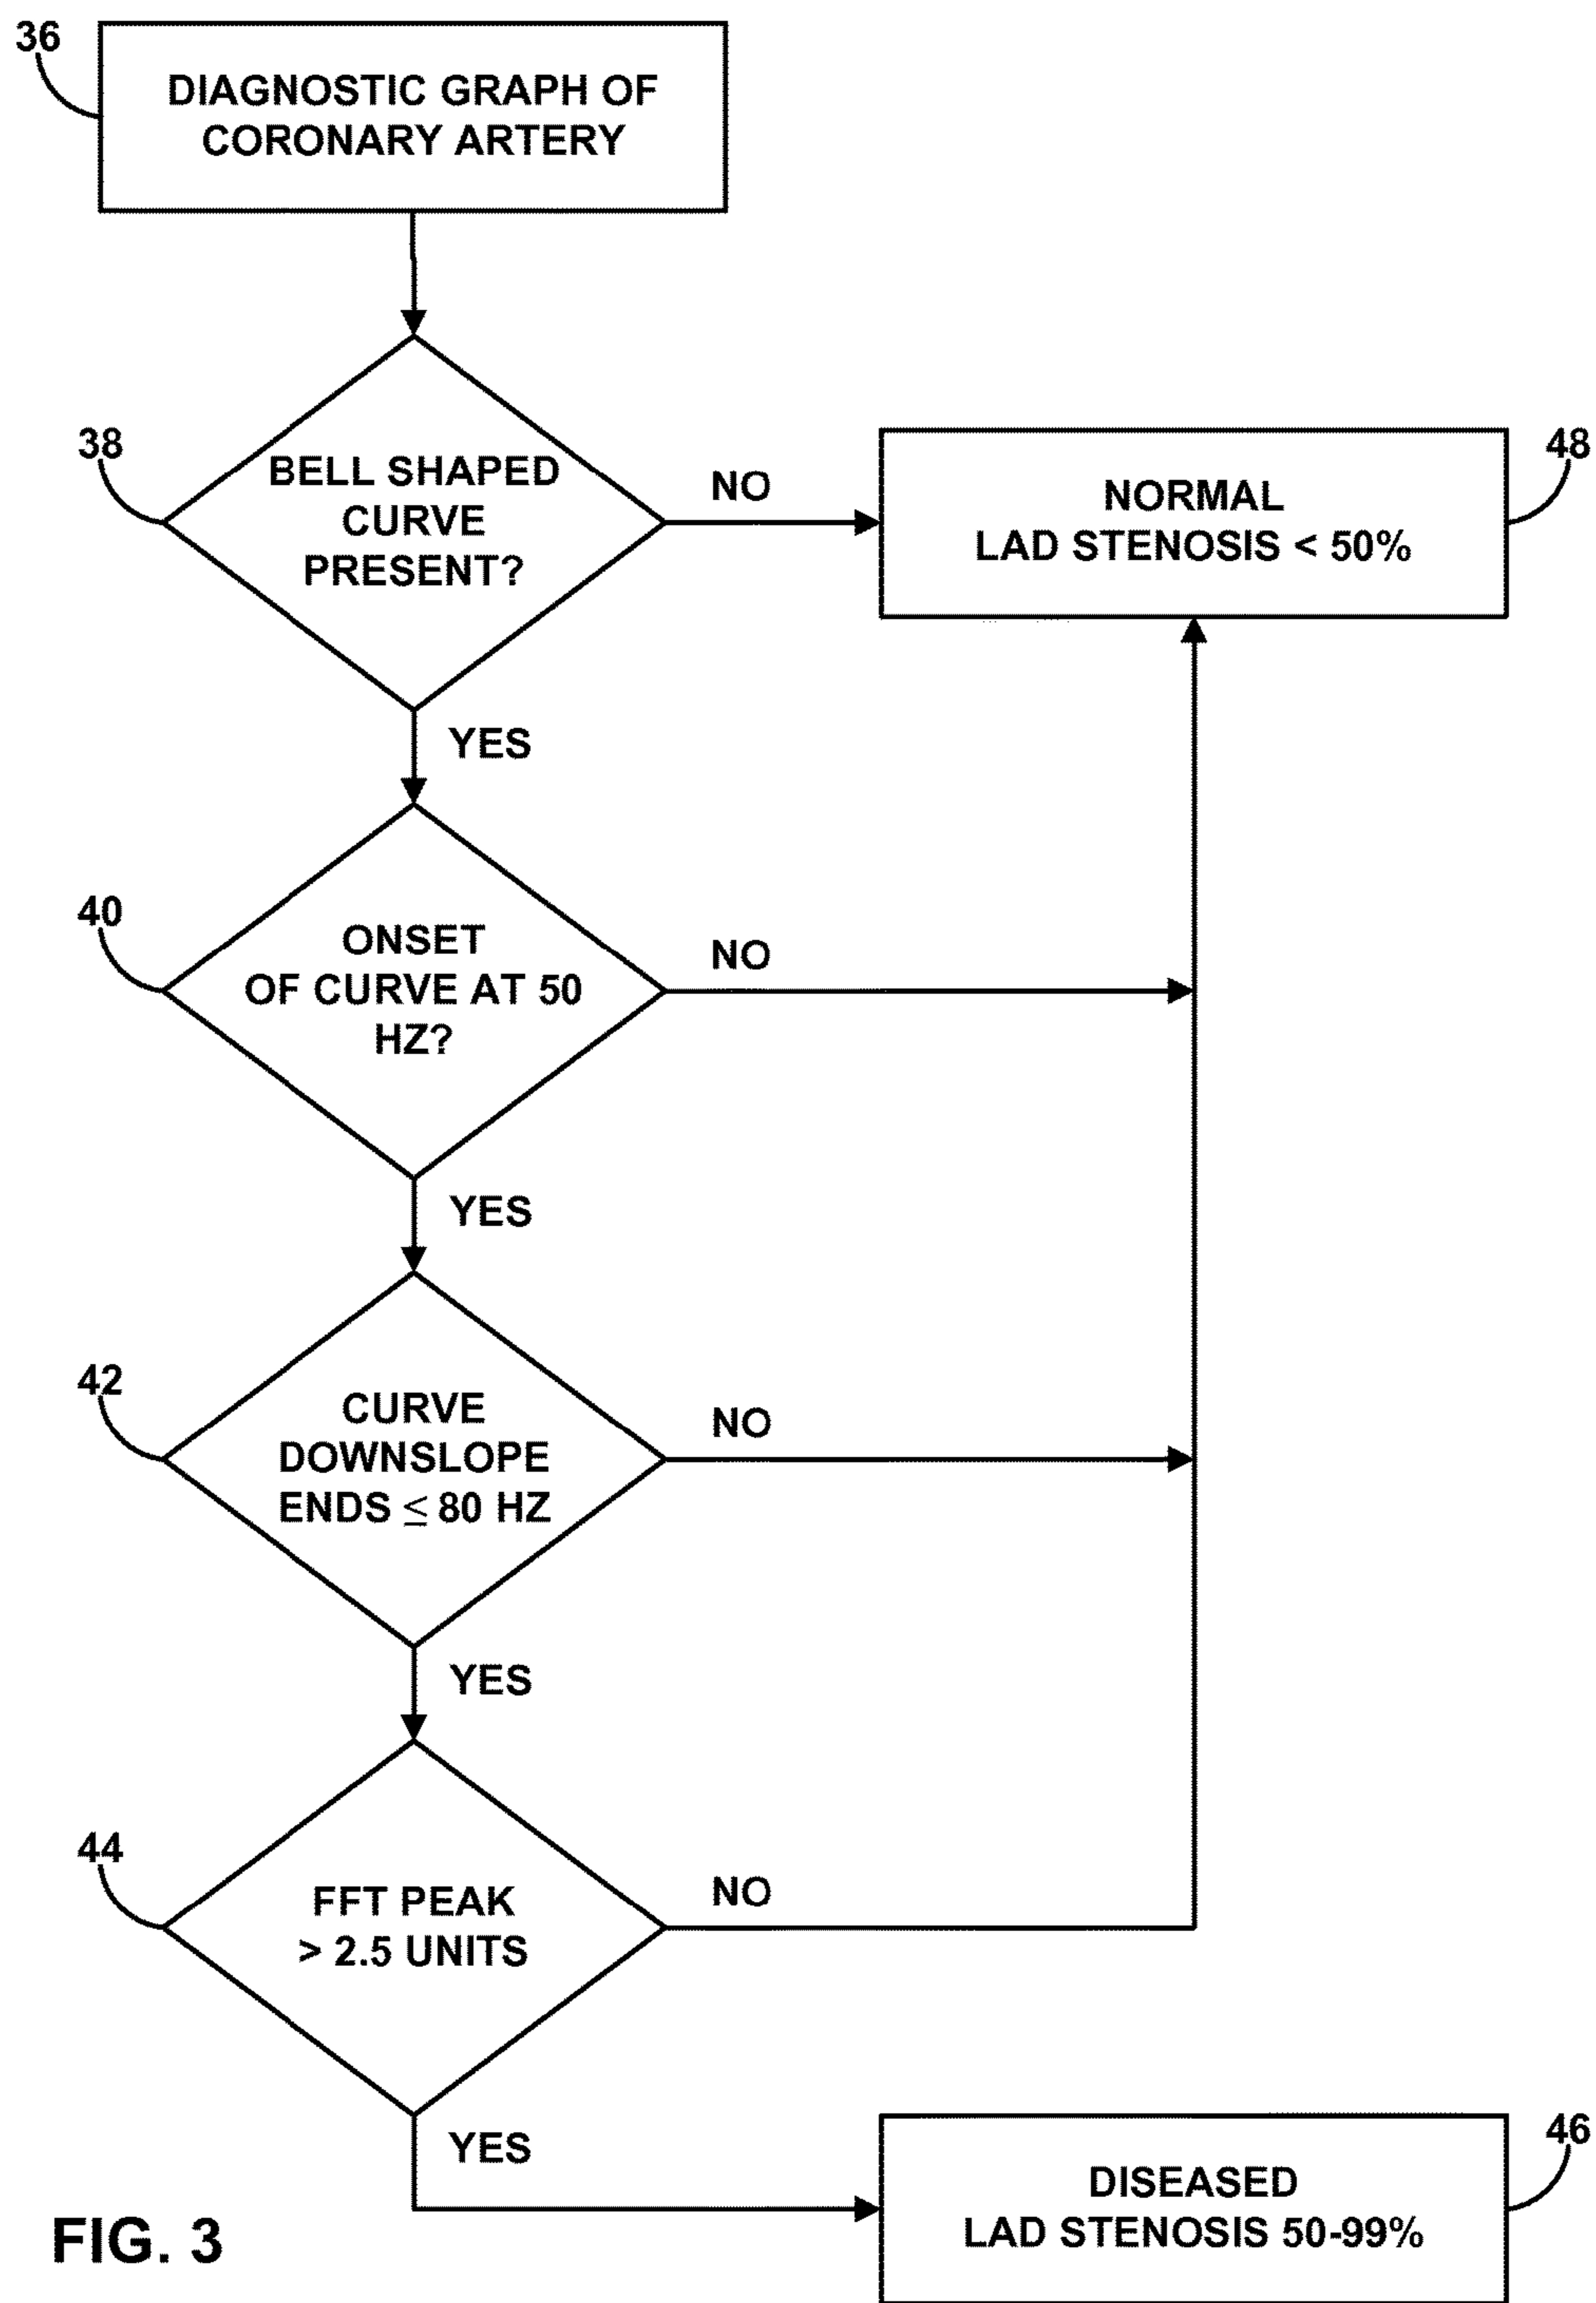 36
DIAGNOSTIC GRAPH OF
CORONARY ARTERY
38
BELL SHAPED
CURVE
PRESENT?
NO
48
NORMAL
LAD STENOSIS < 50%
YES
40
ONSET
OF CURVE AT 50
HZ?
NO
YES
42
CURVE
DOWNSLOPE
ENDS ≤ 80 HZ
NO
YES
44
FFT PEAK
> 2.5 UNITS
NO
YES
46
DISEASED
LAD STENOSIS 50-99%
FIG. 3